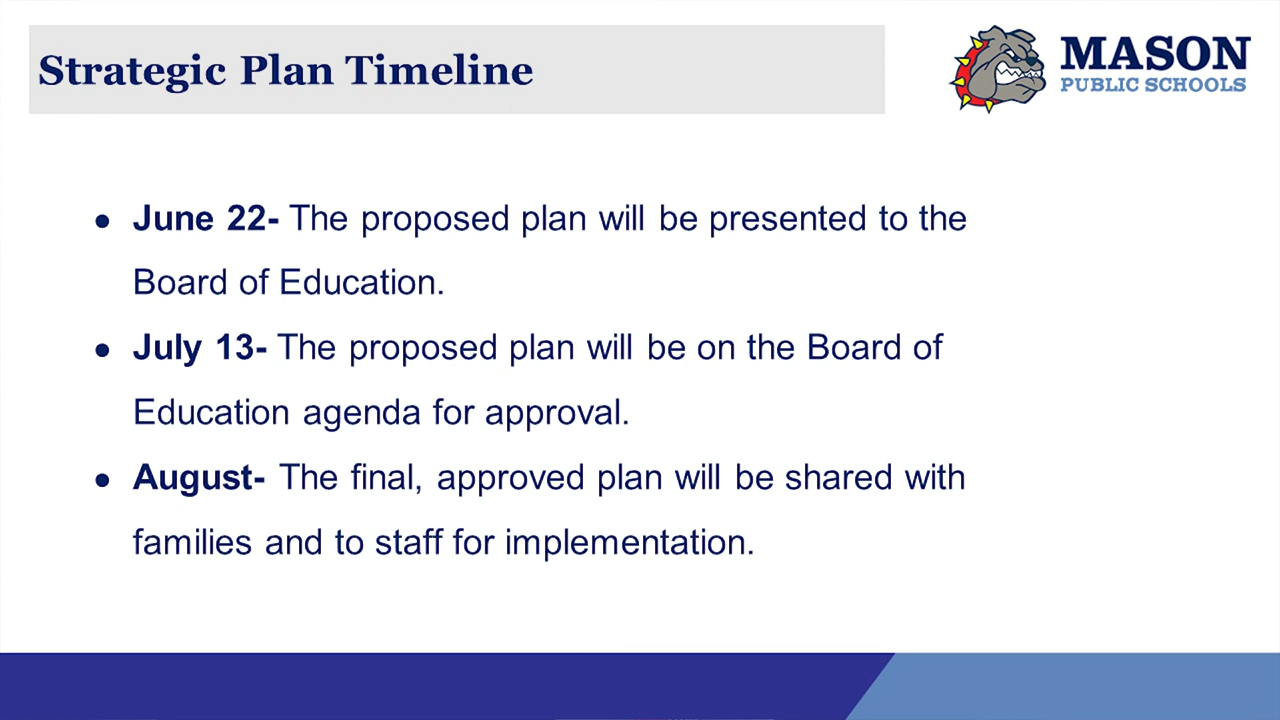 Strategic Plan Timeline
MASON
PUBLIC SCHOOLS
● June 22- The proposed plan will be presented to the
Board of Education.
● July 13- The proposed plan will be on the Board of
Education agenda for approval.
● August- The final, approved plan will be shared with
families and to staff for implementation.